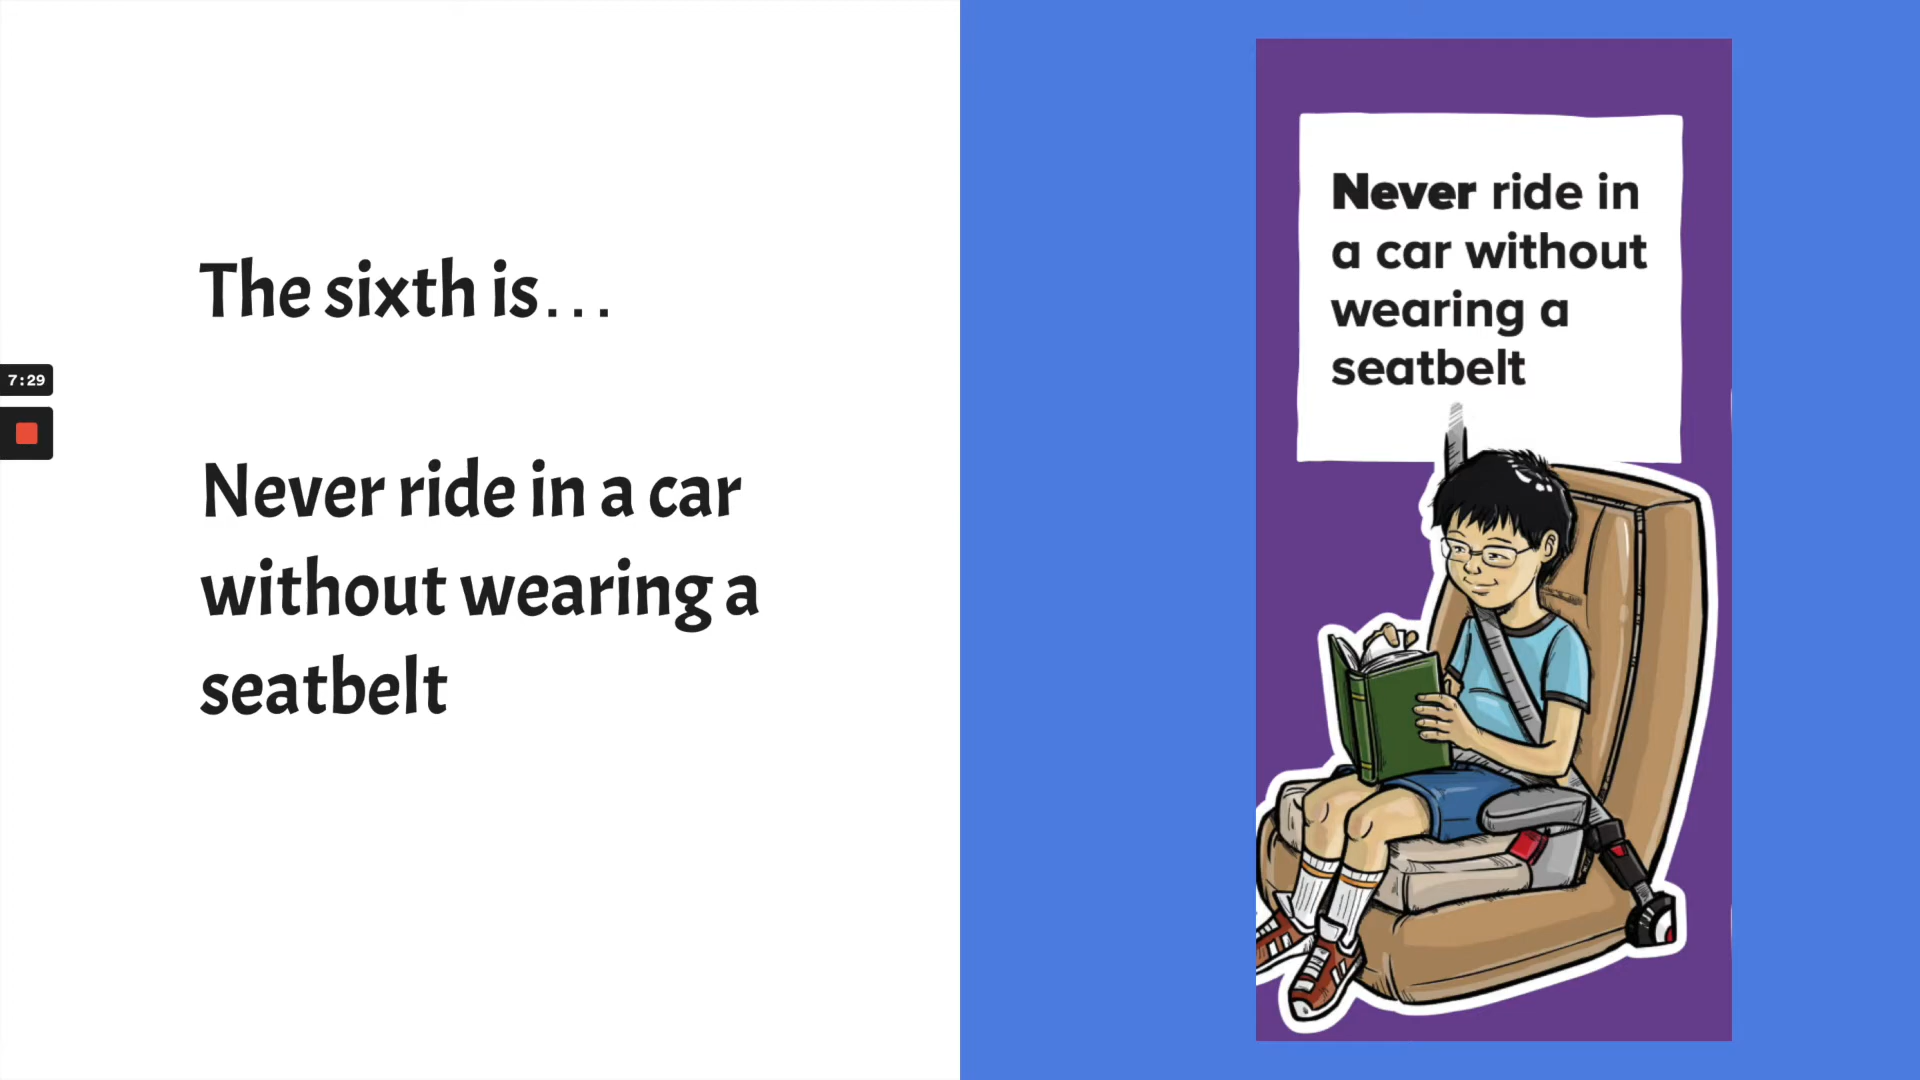 The sixth is...
Never ride in a car
without wearing a
seatbelt
7:29
Never ride in
a car without
wearing a
seatbelt